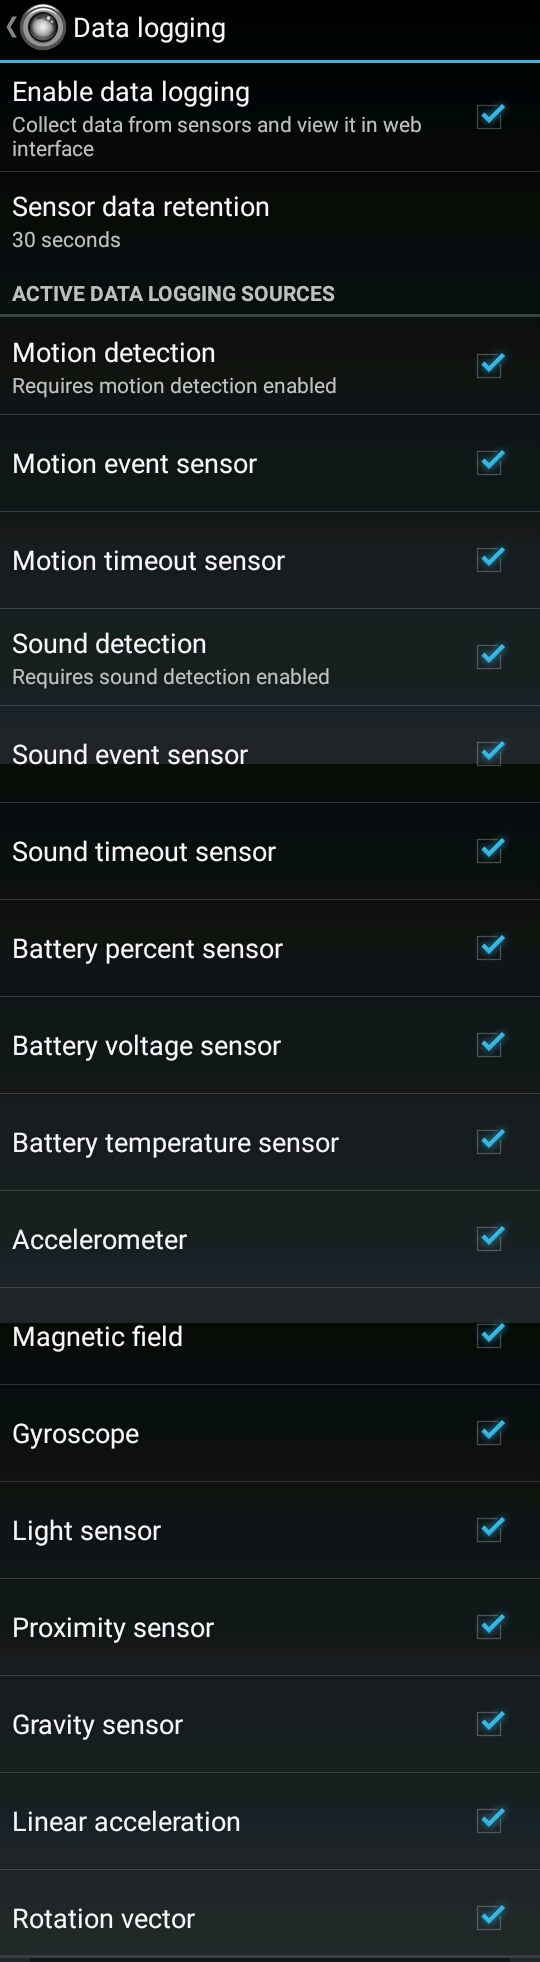 Data logging
Enable data logging
Collect data from sensors and view it in web
interface
Sensor data retention
30 seconds
ACTIVE DATA LOGGING SOURCES
Motion detection
Requires motion detection enabled
Motion event sensor
Motion timeout sensor
Sound detection
Requires sound detection enabled
Sound event sensor
Sound timeout sensor
Battery percent sensor
Battery voltage sensor
Battery temperature sensor
Accelerometer
Magnetic field
Gyroscope
Light sensor
Proximity sensor
Gravity sensor
Linear acceleration
Rotation vector